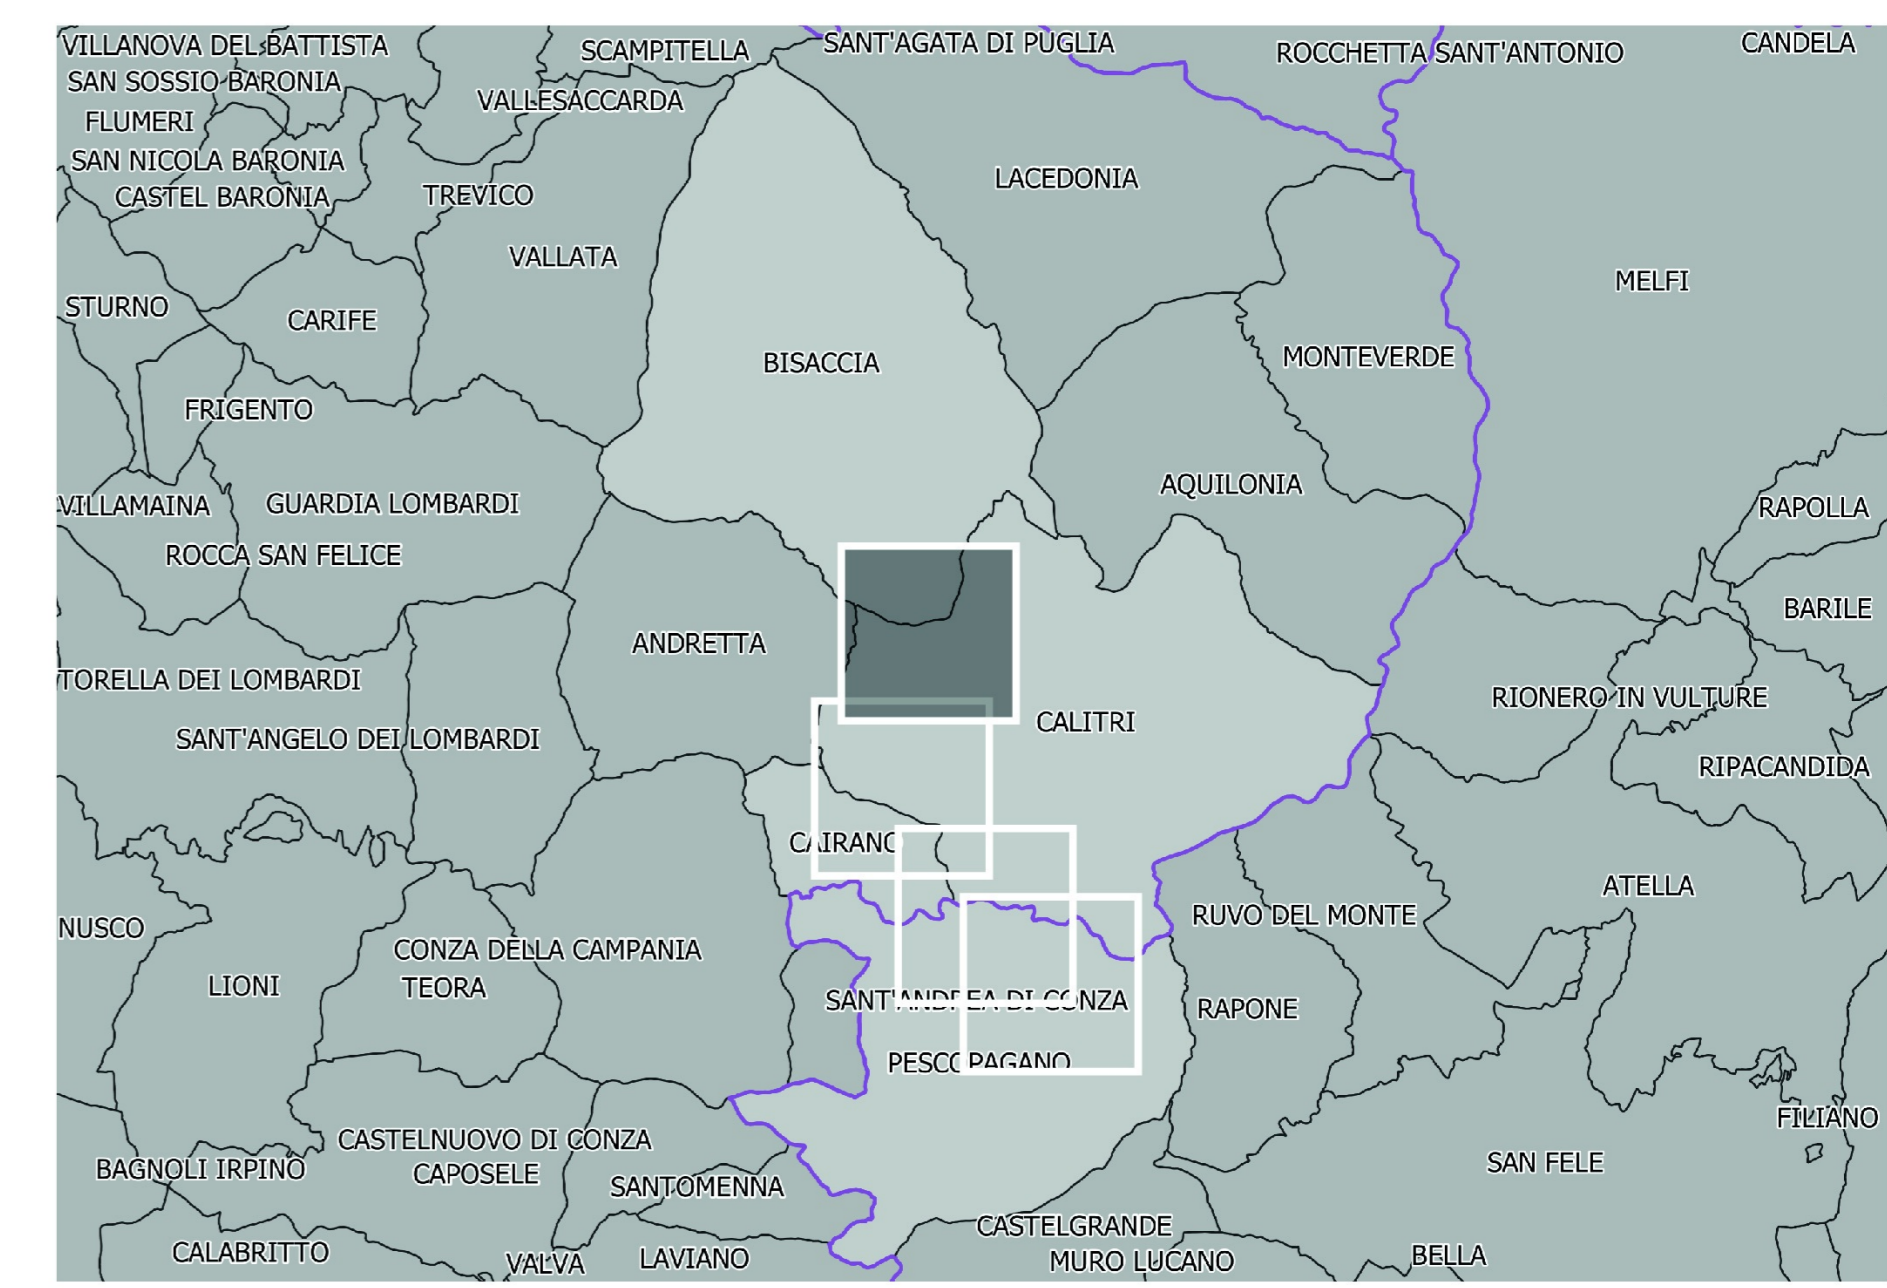 VILLANOVA DEL BATTISTA
SCAMPITELLA
SANT'AGATA DI PUGLIA
ROCCHETTA SANT'ANTONIO
CANDELA
SAN SOSSIO BARONIA
VALLESACCARDA
FLUMERI
SAN NICOLA BARONIA
CASTEL BARONIA
TREVICO
LACEDONIA
VALLATA
MELFI
STURNO
CARIFE
BISACCIA
MONTEVERDE
FRIGENTO
VILLAMAINA
GUARDIA LOMBARDI
AQUILONIA
RAPOLLA
ROCCA SAN FELICE
BARILE
ANDRETTA
TORELLA DEI LOMBARDI
RIONERO IN VULTURE
CALITRI
SANT'ANGELO DEI LOMBARDI
RIPACANDIDA
CAIRANO
ATELLA
NUSCO
RUVO DEL MONTE
CONZA DELLA CAMPANIA
LIONI
TEORA
SANT'ANDREA DI CONZA
RAPONE
PESCOPAGANO
FILIANO
CASTELNUOVO DI CONZA
BAGNOLI IRPINO
CAPOSELE
SANTOMENNA
SAN FELE
CASTELGRANDE
CALABRITTO
VALVA
LAVIANO
MURO LUCANO
BELLA